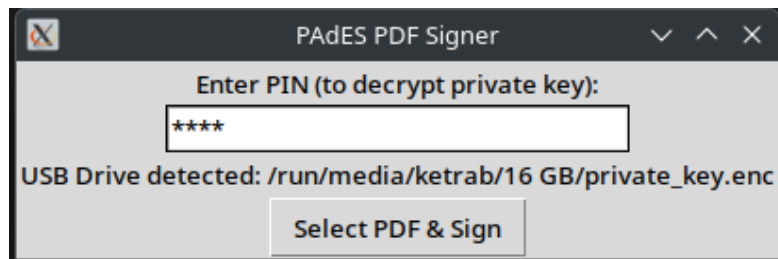 PAdES PDF Signer
Enter PIN (to decrypt private key):
****
USB Drive detected: /run/media/ketrab/16 GB/private_key.enc
Select PDF & Sign